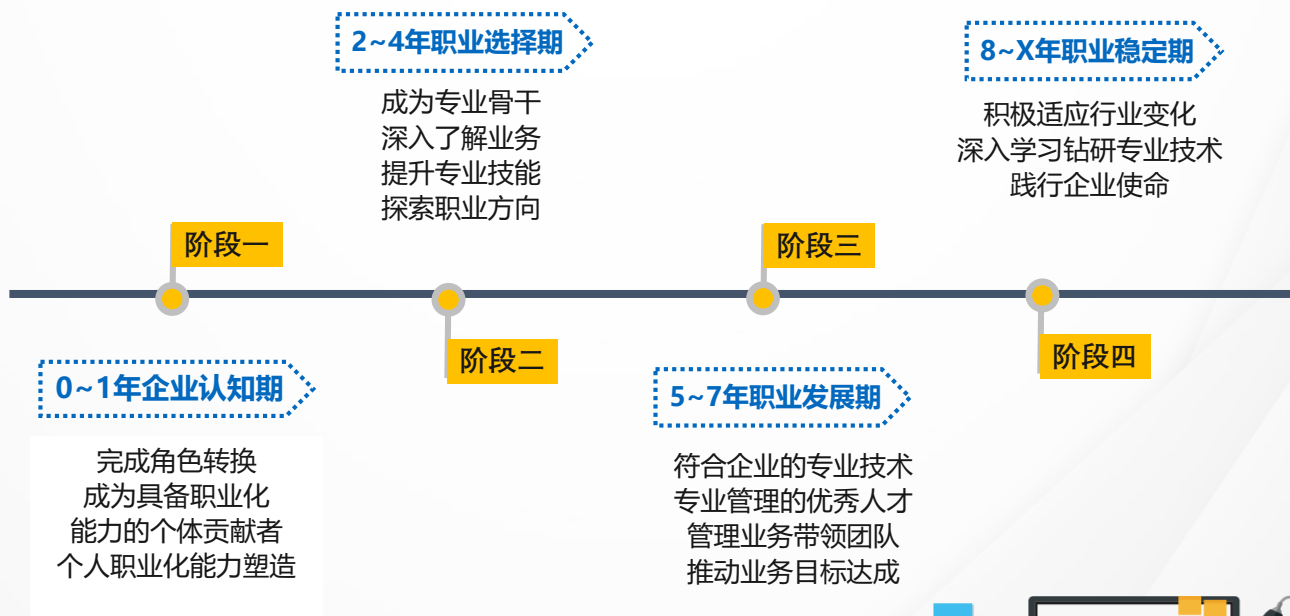 阶段一
0~1年企业认知期
完成角色转换
成为具备职业化
能力的个体贡献者
个人职业化能力塑造
2~4年职业选择期
成为专业骨干
深入了解业务
提升专业技能
探索职业方向
阶段二
阶段三
5~7年职业发展期
符合企业的专业技术
专业管理的优秀人才
管理业务带领团队
推动业务目标达成
8~X年职业稳定期
积极适应行业变化
深入学习钻研专业技术
践行企业使命
阶段四